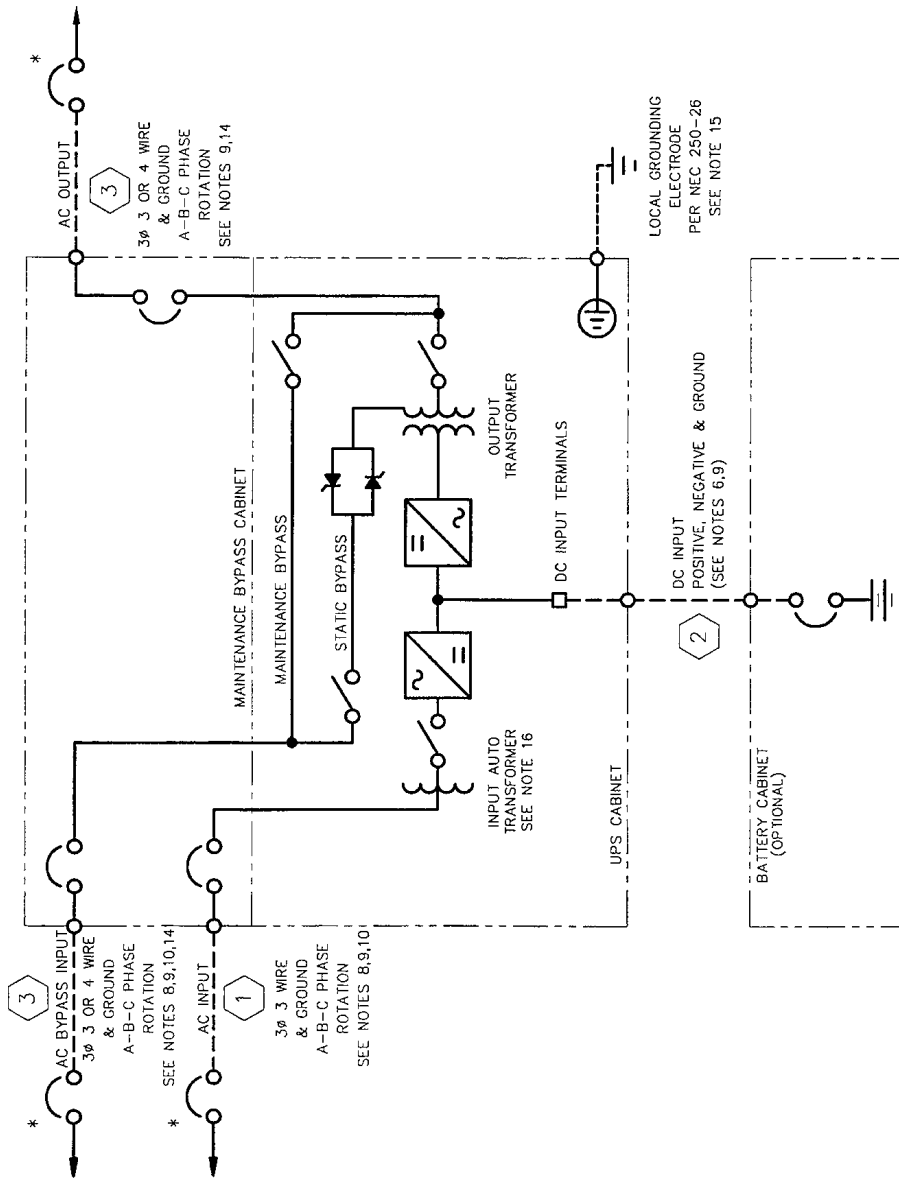 *
AC BYPASS INPUT
3
3ø 3 OR 4 WIRE
& GROUND
A-B-C PHASE
ROTATION
SEE NOTES 8,9,10,14
*
AC INPUT
1
3ø 3 WIRE
& GROUND
A-B-C PHASE
ROTATION
SEE NOTES 8,9,10
MAINTENANCE BYPASS CABINET
MAINTENANCE BYPASS
STATIC BYPASS
INPUT AUTO
TRANSFORMER
SEE NOTE 16
OUTPUT
TRANSFORMER
DC INPUT TERMINALS
UPS CABINET
*
AC OUTPUT
3
3ø 3 OR 4 WIRE
& GROUND
A-B-C PHASE
ROTATION
SEE NOTES 9,14
LOCAL GROUNDING
ELECTRODE
PER NEC 250-26
SEE NOTE 15
2
DC INPUT
POSITIVE, NEGATIVE & GROUND
(SEE NOTES 6,9)
BATTERY CABINET
(OPTIONAL)